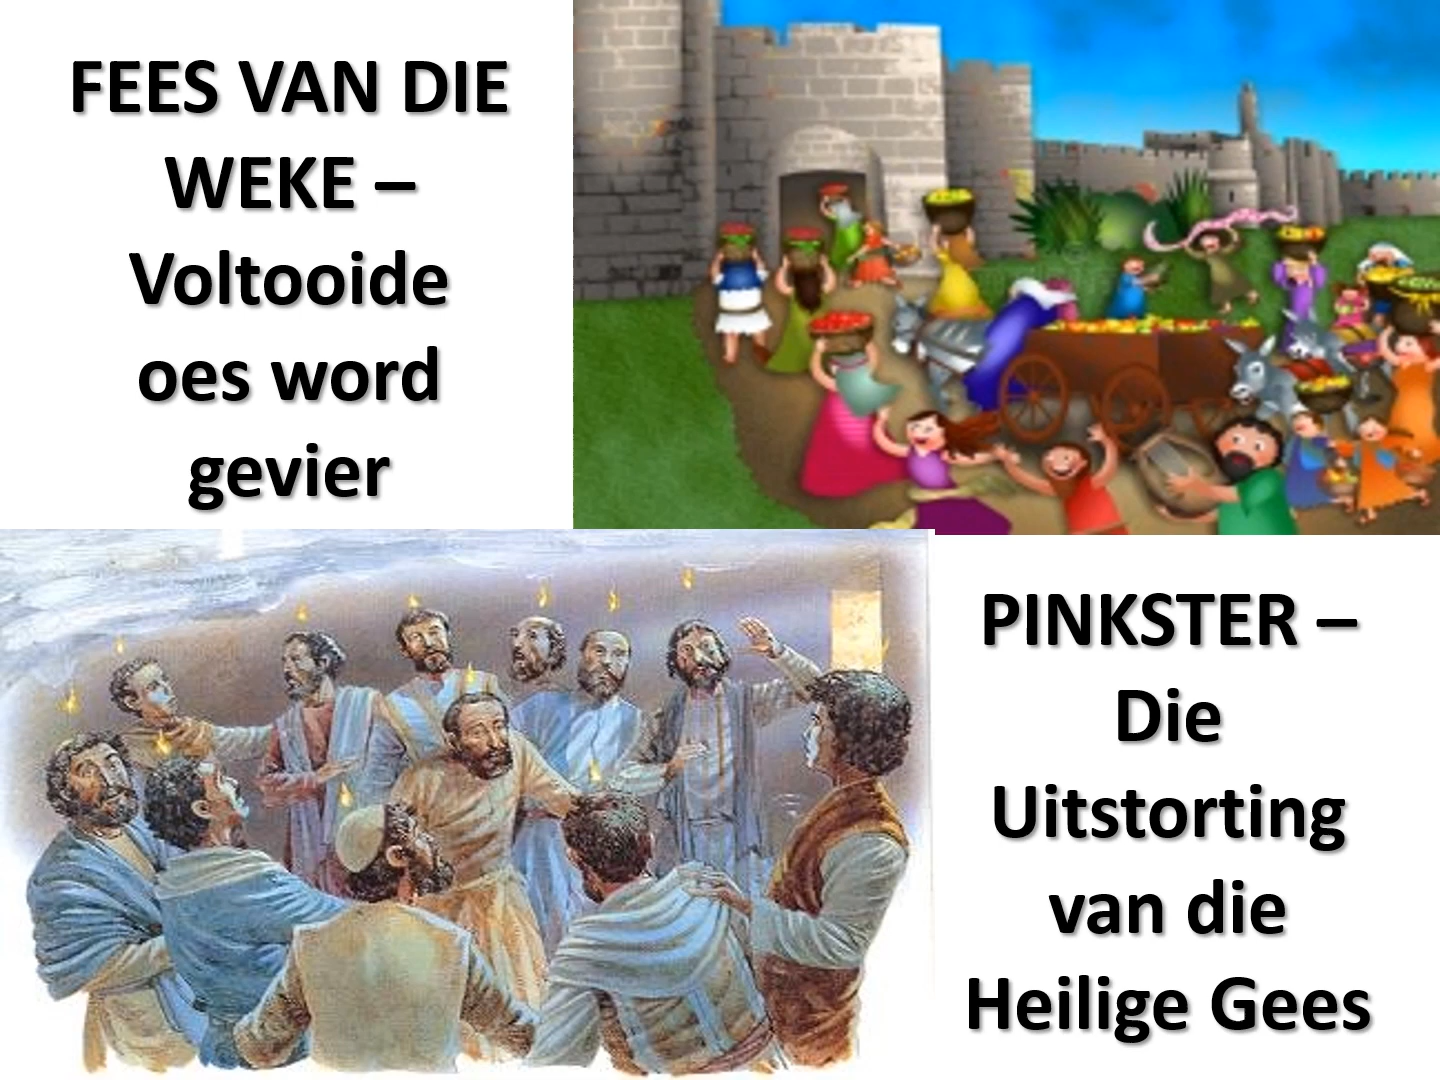 FEES VAN DIE
WEKE –
Voltooide
oes word
gevier
PINKSTER –
Die
Uitstorting
van die
Heilige Gees